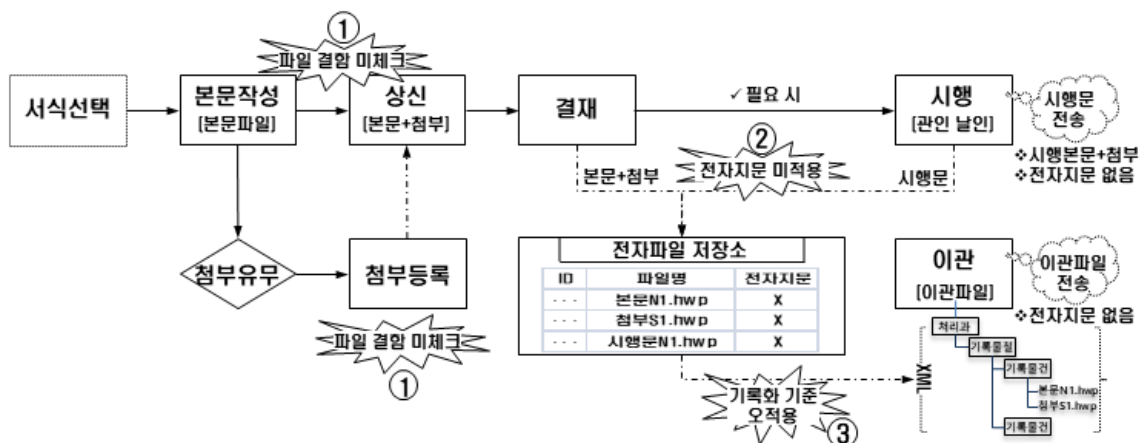 ①
파일 결함 미체크
서식선택
본문작성
[본문파일]
상신
[본문+첨부]
결재
✓필요 시
시행
[관인 날인]
시행문
전송
❖시행본문+첨부
❖전자지문 없음
②
전자지문 미적용
본문+첨부
시행문
첨부유무
첨부등록
파일 결함 미체크
①
전자파일 저장소
ID 파일명 전자지문
--- 본문N1.hwp X
--- 첨부S1.hwp X
--- 시행문N1.hwp X
이관
[이관파일]
이관파일
전송
❖전자지문 없음
기록화 기준
오적용
③
XML
처리과
기록물철
기록물건
본문N1.hwp
첨부S1.hwp
기록물건